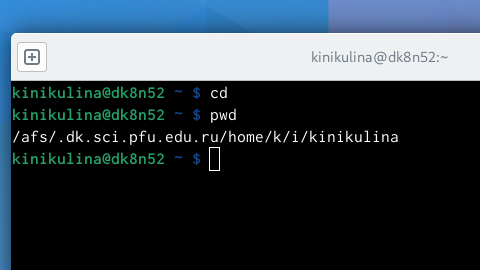 kinikulina@dk8n52:~
kinikulina@dk8n52 ~ $ cd
kinikulina@dk8n52 ~ $ pwd
/afs/.dk.sci.pfu.edu.ru/home/k/i/kinikulina
kinikulina@dk8n52 ~ $